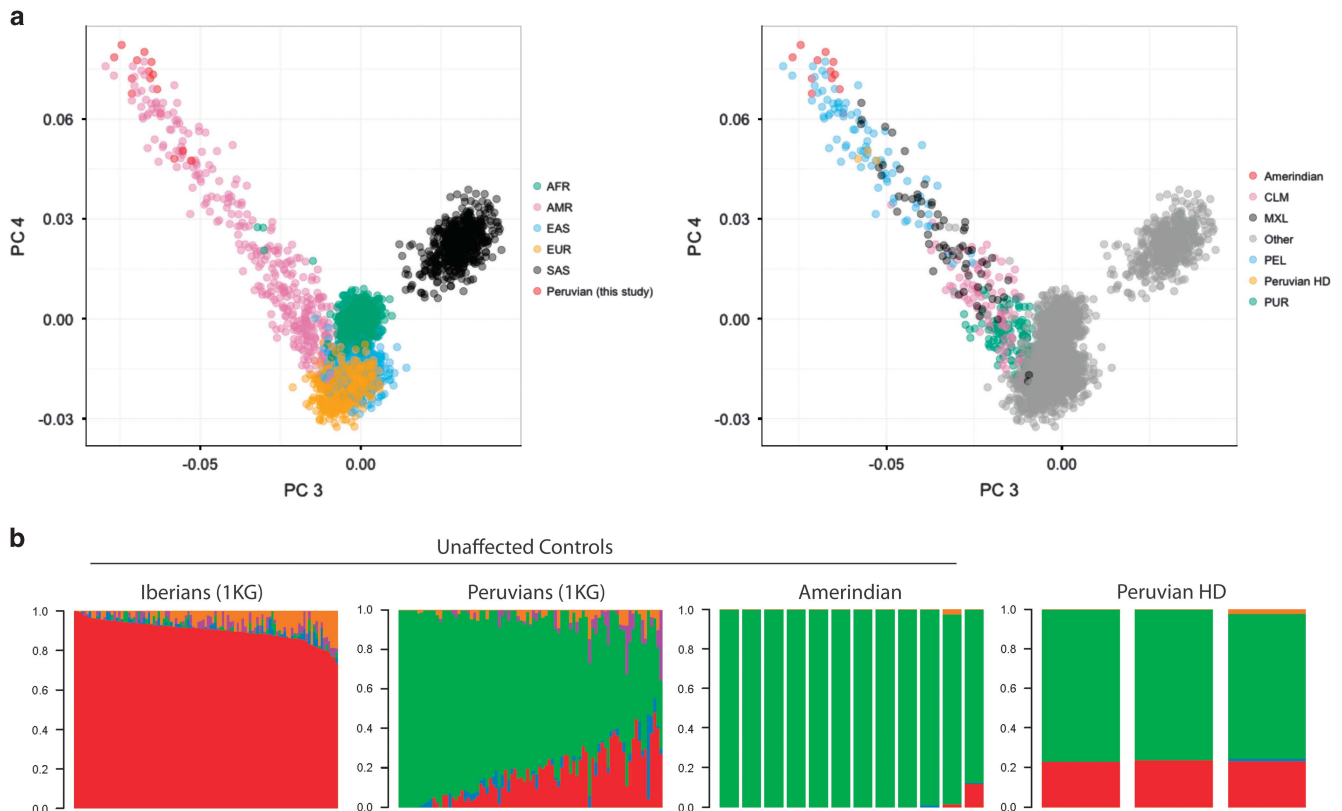 a
0.06
0.03
0.00
-0.03
-0.05
0.00
PC 4
PC 3
AFR
AMR
EAS
EUR
SAS
Peruvian (this study)
0.06
0.03
0.00
-0.03
-0.05
0.00
PC 4
PC 3
Amerindian
CLM
MXL
Other
PEL
Peruvian HD
PUR
b
Unaffected Controls
Iberians (1KG)
Peruvians (1KG)
Amerindian
Peruvian HD
1.0
0.8
0.6
0.4
0.2
0.0
1.0
0.8
0.6
0.4
0.2
0.0
1.0
0.8
0.6
0.4
0.2
0.0
1.0
0.8
0.6
0.4
0.2
0.0